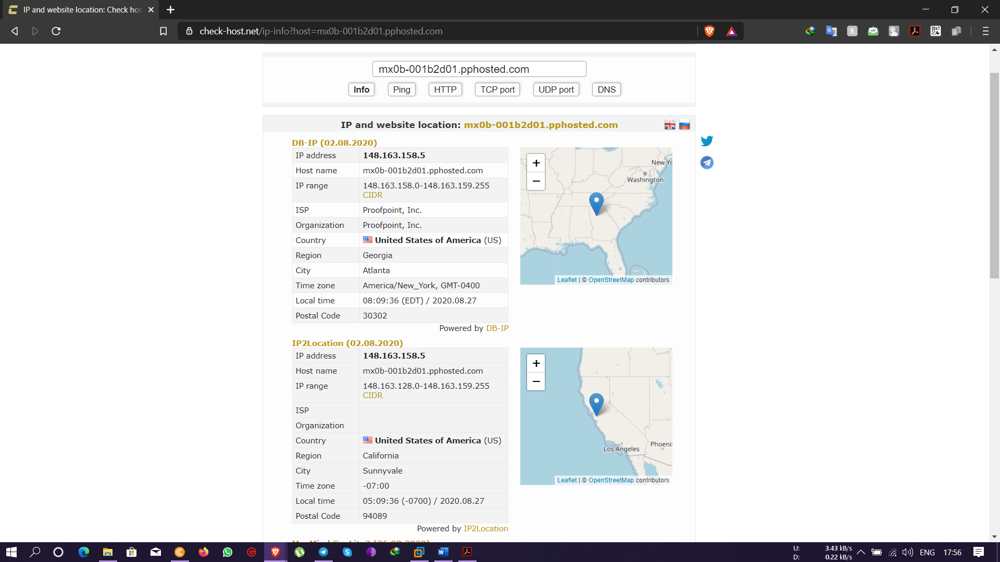 IP and website location: Check hos
check-host.net/ip-info?host=mx0b-001b2d01.pphosted.com
mx0b-001b2d01.pphosted.com
Info Ping HTTP TCP port UDP port DNS
IP and website location: mx0b-001b2d01.pphosted.com
DB-IP (02.08.2020)
IP address 148.163.158.5
Host name mx0b-001b2d01.pphosted.com
IP range 148.163.158.0-148.163.159.255
CIDR
ISP Proofpoint, Inc.
Organization Proofpoint, Inc.
Country United States of America (US)
Region Georgia
City Atlanta
Time zone America/New_York, GMT-0400
Local time 08:09:36 (EDT) / 2020.08.27
Postal Code 30302
Powered by DB-IP
+
−
New Yo
Washington
Leaflet | © OpenStreetMap contributors
IP2Location (02.08.2020)
IP address 148.163.158.5
Host name mx0b-001b2d01.pphosted.com
IP range 148.163.128.0-148.163.159.255
CIDR
ISP
Organization
Country United States of America (US)
Region California
City Sunnyvale
Time zone -07:00
Local time 05:09:36 (-0700) / 2020.08.27
Postal Code 94089
Powered by IP2Location
+
−
Los Angeles
Phoeni
Leaflet | © OpenStreetMap contributors
U: 3.43 kB/s
D: 0.22 kB/s
ENG 17:56